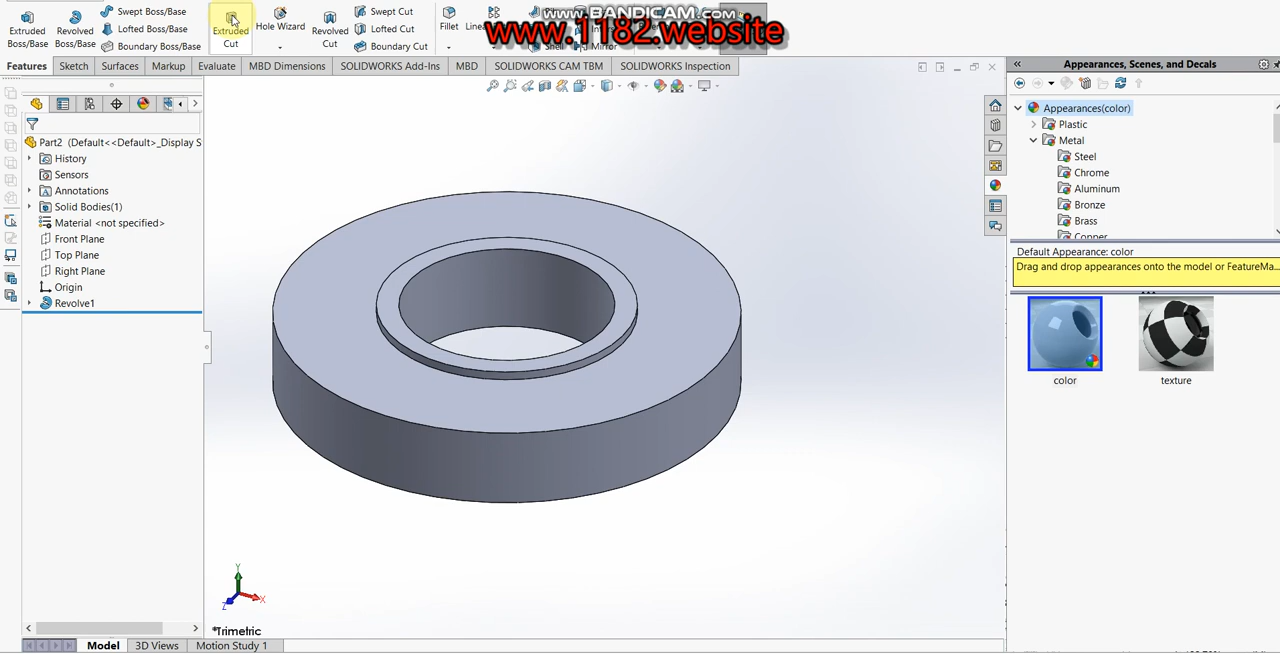 www.BANDICAM.com
www.1182.website
Extruded Boss/Base
Revolved Boss/Base
Swept Boss/Base
Lofted Boss/Base
Boundary Boss/Base
Extruded Cut
Hole Wizard
Revolved Cut
Swept Cut
Lofted Cut
Boundary Cut
Fillet
Mirror
Features
Sketch
Surfaces
Markup
Evaluate
MBD Dimensions
SOLIDWORKS Add-Ins
MBD
SOLIDWORKS CAM TBM
SOLIDWORKS Inspection
Part2 (Default<<Default>_Display S
History
Sensors
Annotations
Solid Bodies(1)
Material <not specified>
Front Plane
Top Plane
Right Plane
Origin
Revolve1
Y
X
Z
*Trimetric
Model
3D Views
Motion Study 1
Appearances, Scenes, and Decals
Appearances(color)
Plastic
Metal
Steel
Chrome
Aluminum
Bronze
Brass
Copper
Default Appearance: color
Drag and drop appearances onto the model or FeatureMa...
color
texture